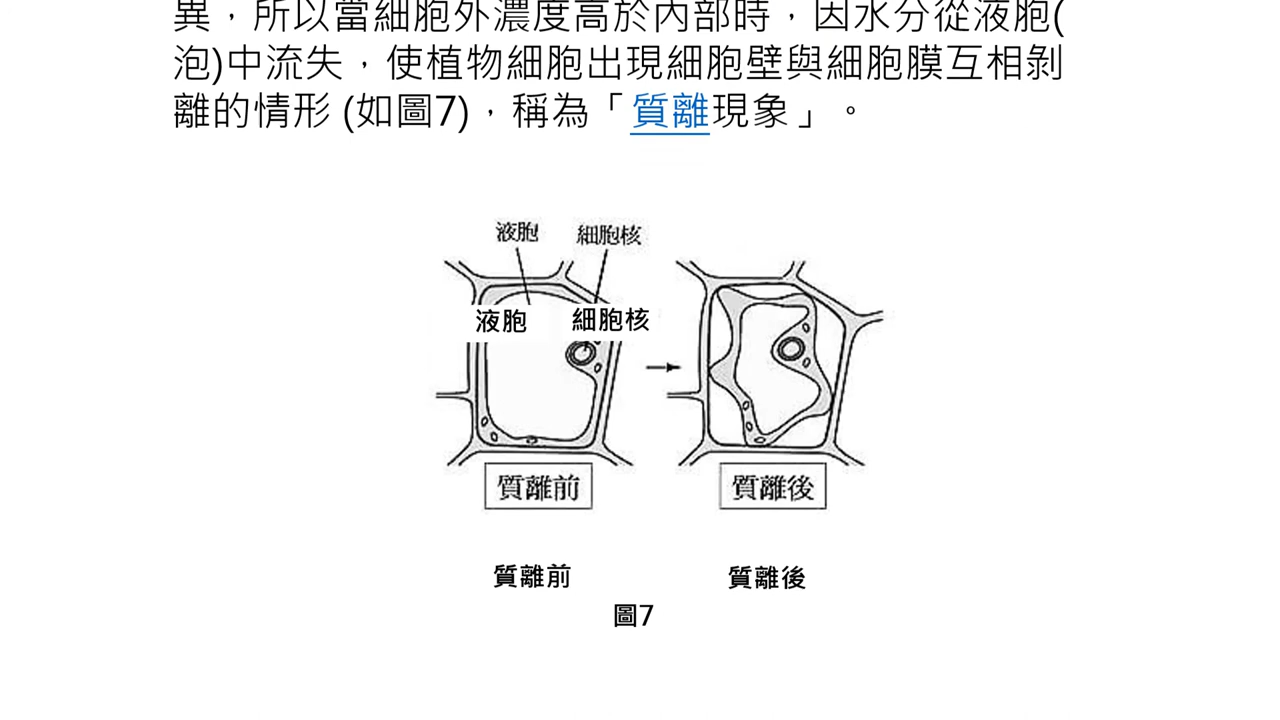 異，所以當細胞外濃度高於內部時，因水分從液胞(
泡)中流失，使植物細胞出現細胞壁與細胞膜互相剝
離的情形 (如圖7)，稱為「質離現象」。
液胞 細胞核
液胞 細胞核
質離前 質離後
質離前 質離後
圖7